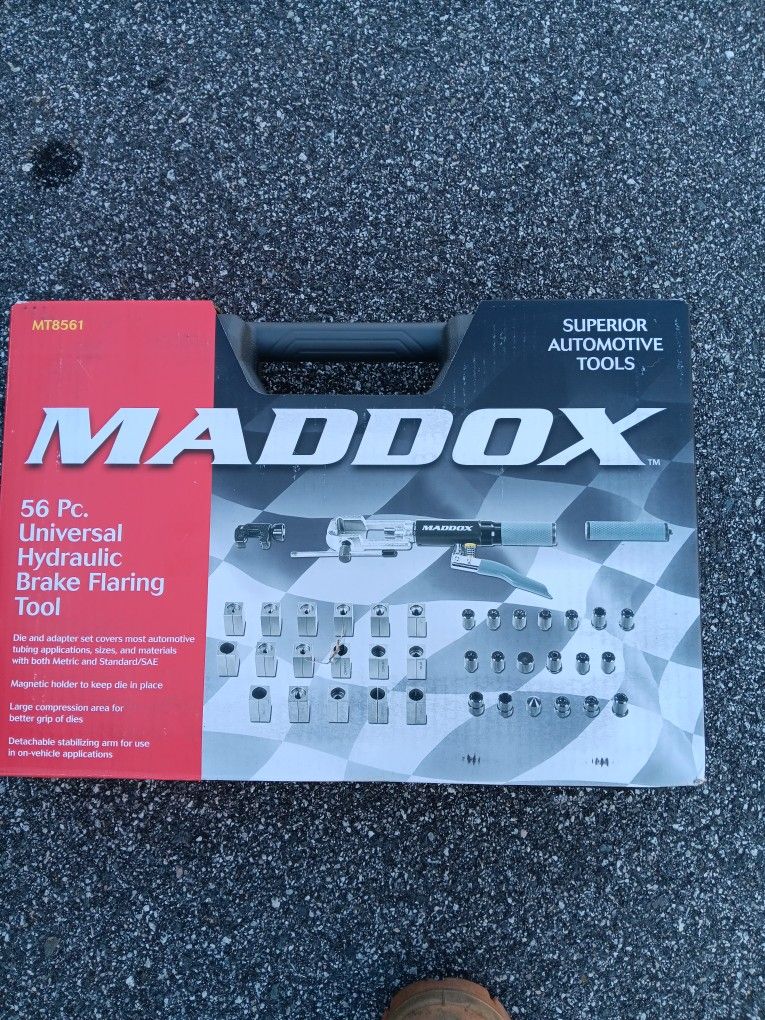 MT8561
SUPERIOR
AUTOMOTIVE
TOOLS
MADDOX™
56 Pc.
Universal
Hydraulic
Brake Flaring
Tool
MADDOX
Die and adapter set covers most automotive
tubing applications, sizes, and materials
with both Metric and Standard/SAE
Magnetic holder to keep die in place
Large compression area for
better grip of dies
Detachable stabilizing arm for use
in on-vehicle applications